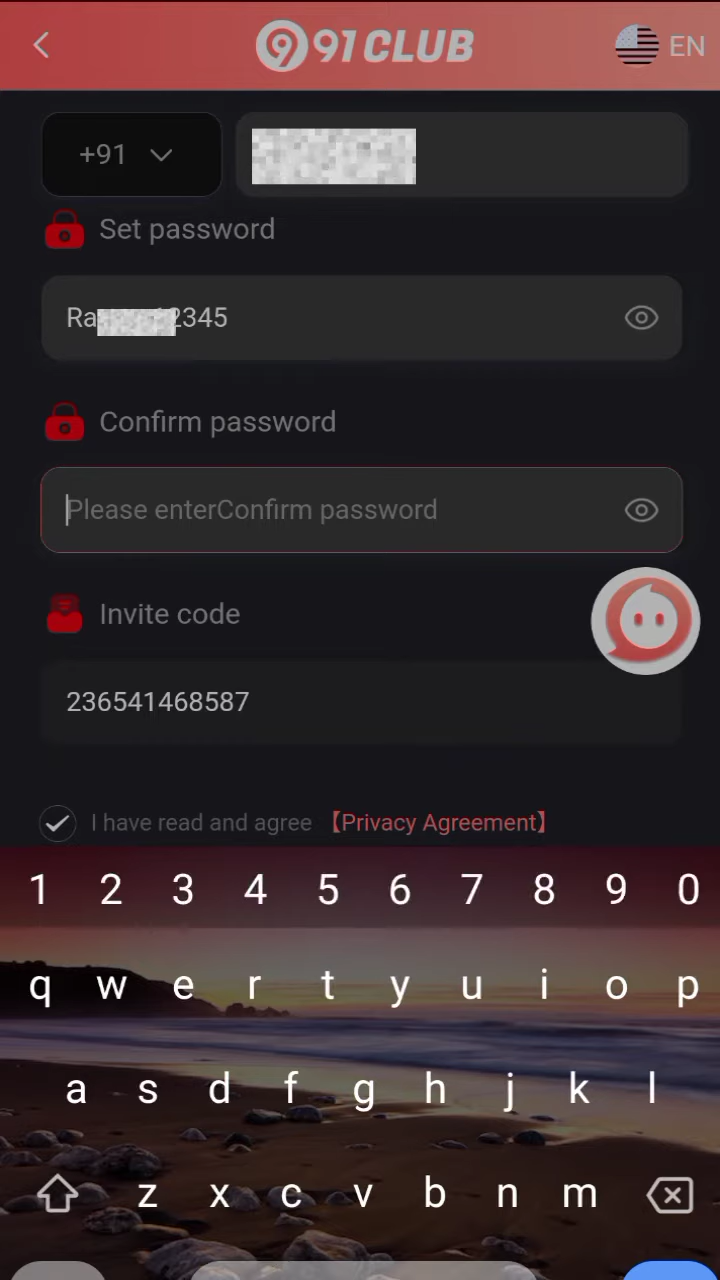 91 CLUB
EN
+91
Set password
Ra 2345
Confirm password
Please enterConfirm password
Invite code
236541468587
I have read and agree 【Privacy Agreement】
1 2 3 4 5 6 7 8 9 0
q w e r t y u i o p
a s d f g h j k l
z x c v b n m